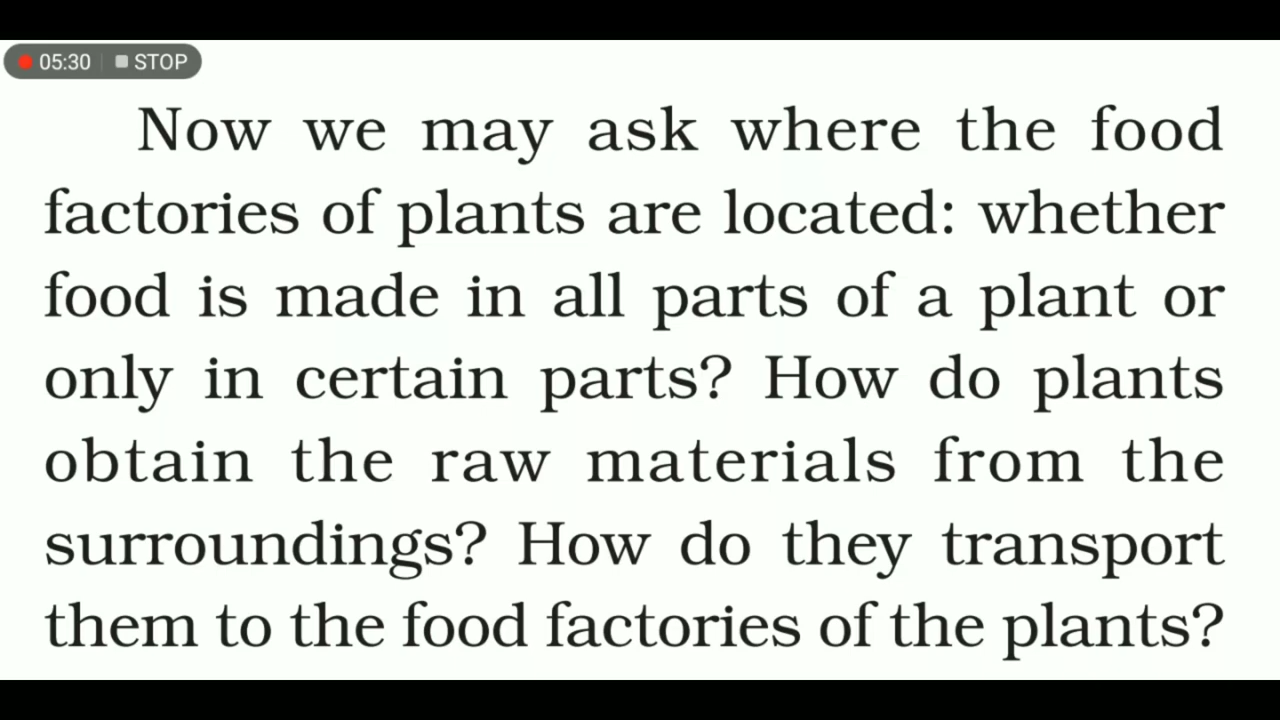 05:30 STOP
Now we may ask where the food
factories of plants are located: whether
food is made in all parts of a plant or
only in certain parts? How do plants
obtain the raw materials from the
surroundings? How do they transport
them to the food factories of the plants?